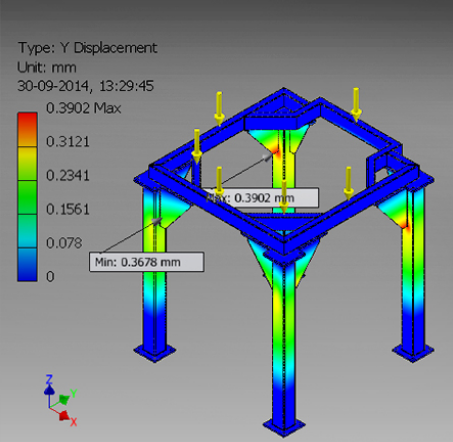 Type: Y Displacement
Unit: mm
30-09-2014, 13:29:45
0.3902 Max
0.3121
0.2341
0.1561
0.078
0
: 0.3902 mm
Min: 0.3678 mm
Z
Y
X